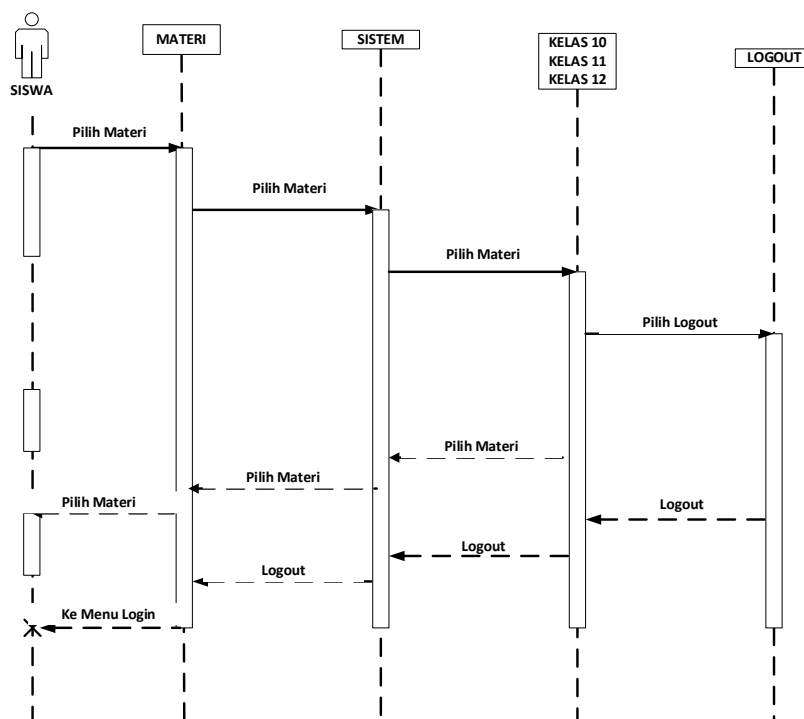 SISWA
MATERI
SISTEM
KELAS 10
KELAS 11
KELAS 12
LOGOUT
Pilih Materi
Pilih Materi
Pilih Materi
Pilih Logout
Pilih Materi
Pilih Materi
Pilih Materi
Logout
Logout
Logout
Ke Menu Login